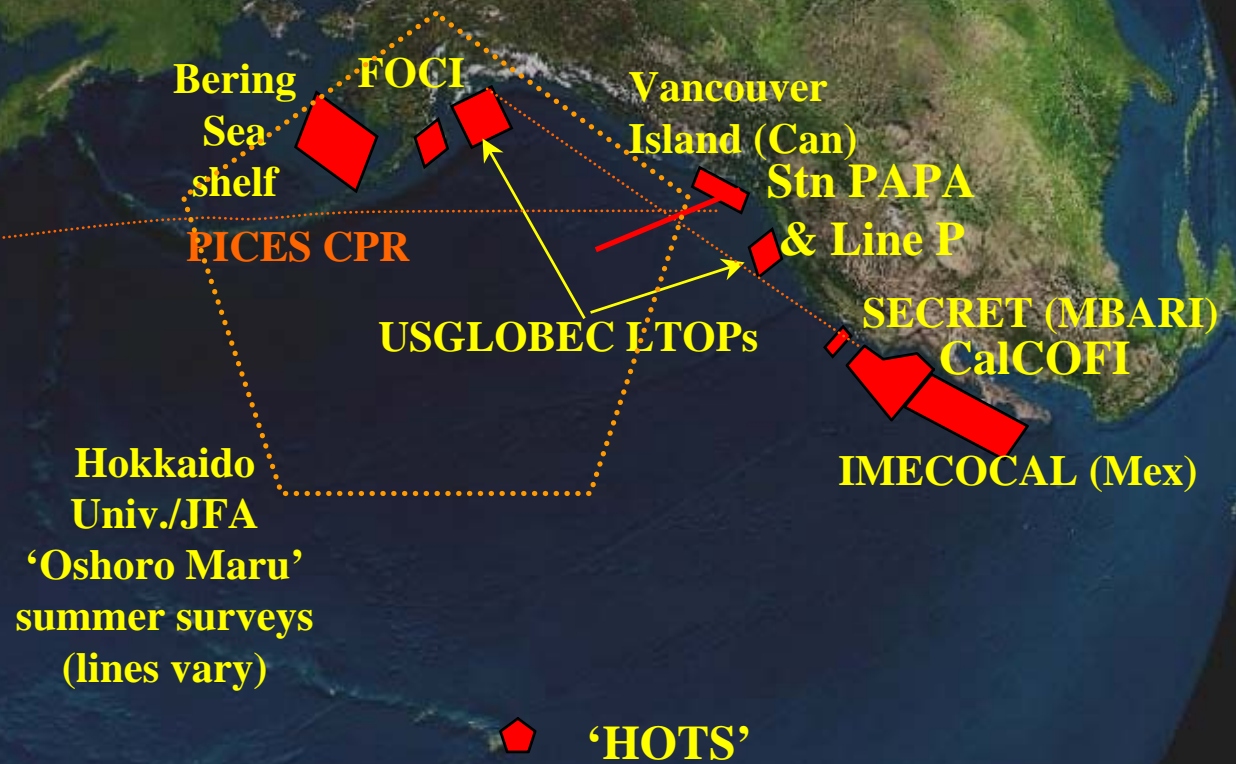 Bering
Sea
shelf
FOCI
Vancouver
Island (Can)
Stn PAPA
& Line P
PICES CPR
USGLOBEC LTOPs
SECRET (MBARI)
CalCOFI
IMECOCAL (Mex)
Hokkaido
Univ./JFA
‘Oshoro Maru’
summer surveys
(lines vary)
‘HOTS’